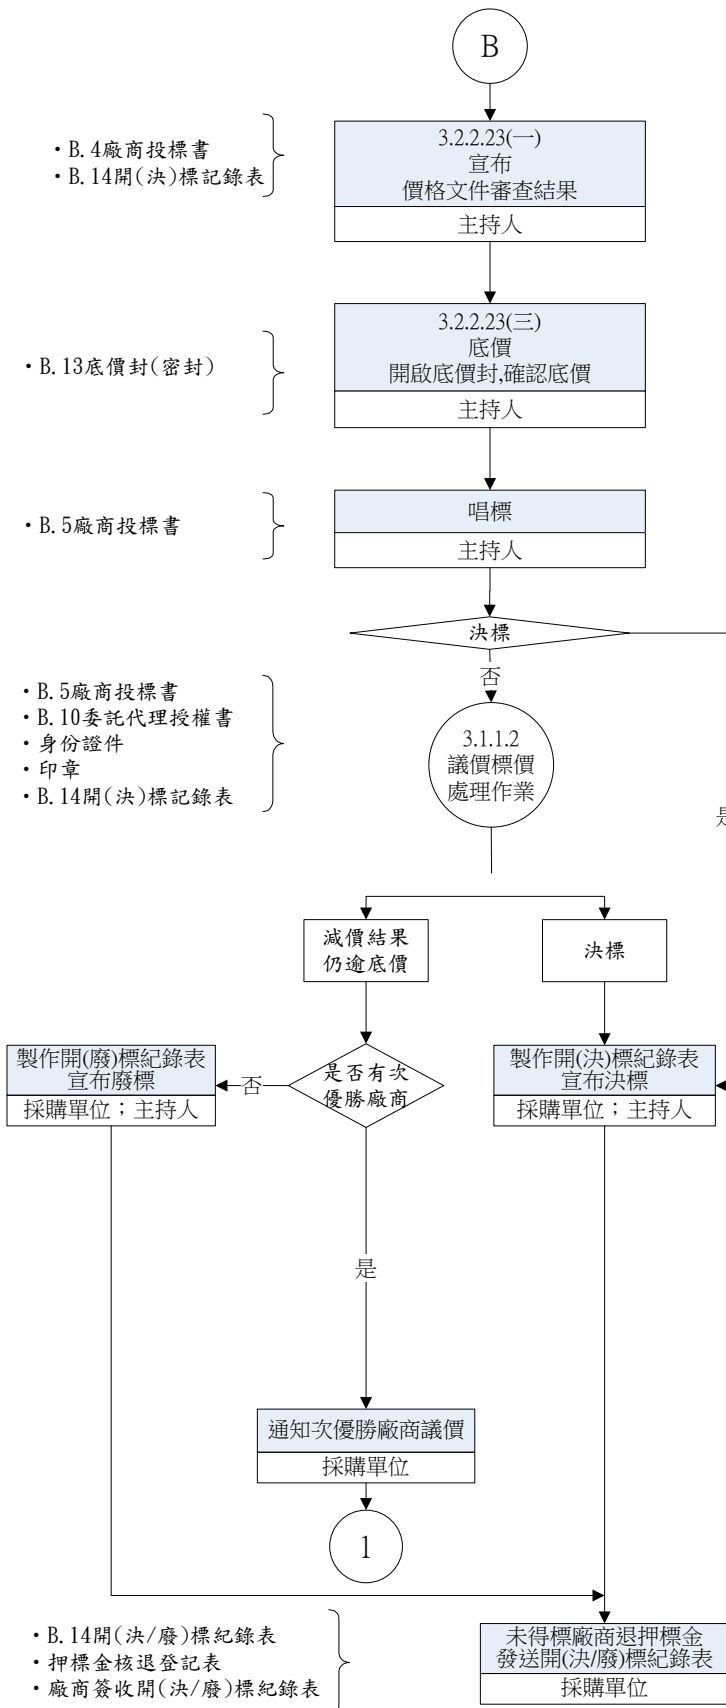 B
・B.4廠商投標書
・B.14開(決)標記錄表
3.2.2.23(一)
宣布
價格文件審查結果
主持人
・B.13底價封(密封)
3.2.2.23(三)
底價
開啟底價封,確認底價
主持人
・B.5廠商投標書
唱標
主持人
決標
否
・B.5廠商投標書
・B.10委託代理授權書
・身份證件
・印章
・B.14開(決)標記錄表
3.1.1.2
議價標價
處理作業
是
減價結果
仍逾底價
決標
製作開(廢)標紀錄表
宣布廢標
採購單位；主持人
否
是否有次
優勝廠商
製作開(決)標紀錄表
宣布決標
採購單位；主持人
是
通知次優勝廠商議價
採購單位
1
・B.14開(決/廢)標紀錄表
・押標金核退登記表
・廠商簽收開(決/廢)標紀錄表
未得標廠商退押標金
發送開(決/廢)標紀錄表
採購單位